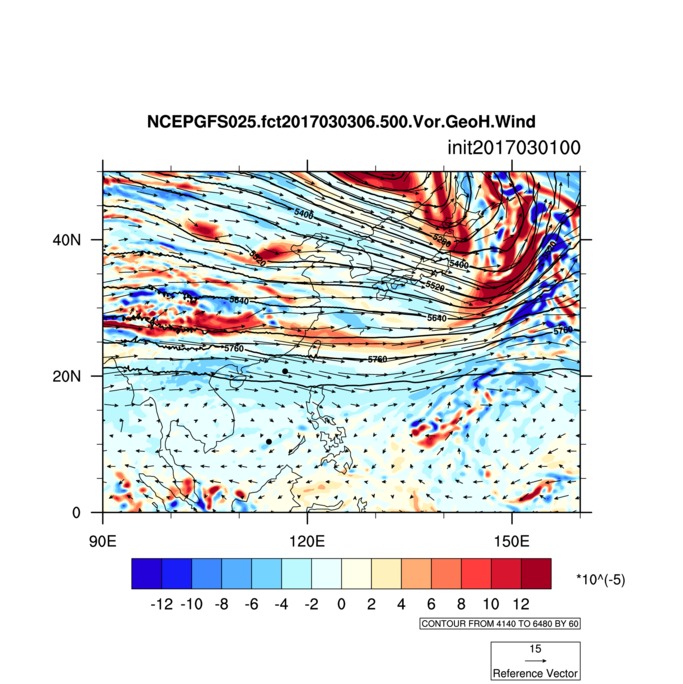 NCEPGFS025.fct2017030306.500.Vor.GeoH.Wind
init2017030100
5400
5280
40N
5400
5520
5520
5640
5640
5760
5760
5760
20N
0
90E 120E 150E
-12 -10 -8 -6 -4 -2 0 2 4 6 8 10 12
*10^(-5)
CONTOUR FROM 4140 TO 6480 BY 60
15
Reference Vector